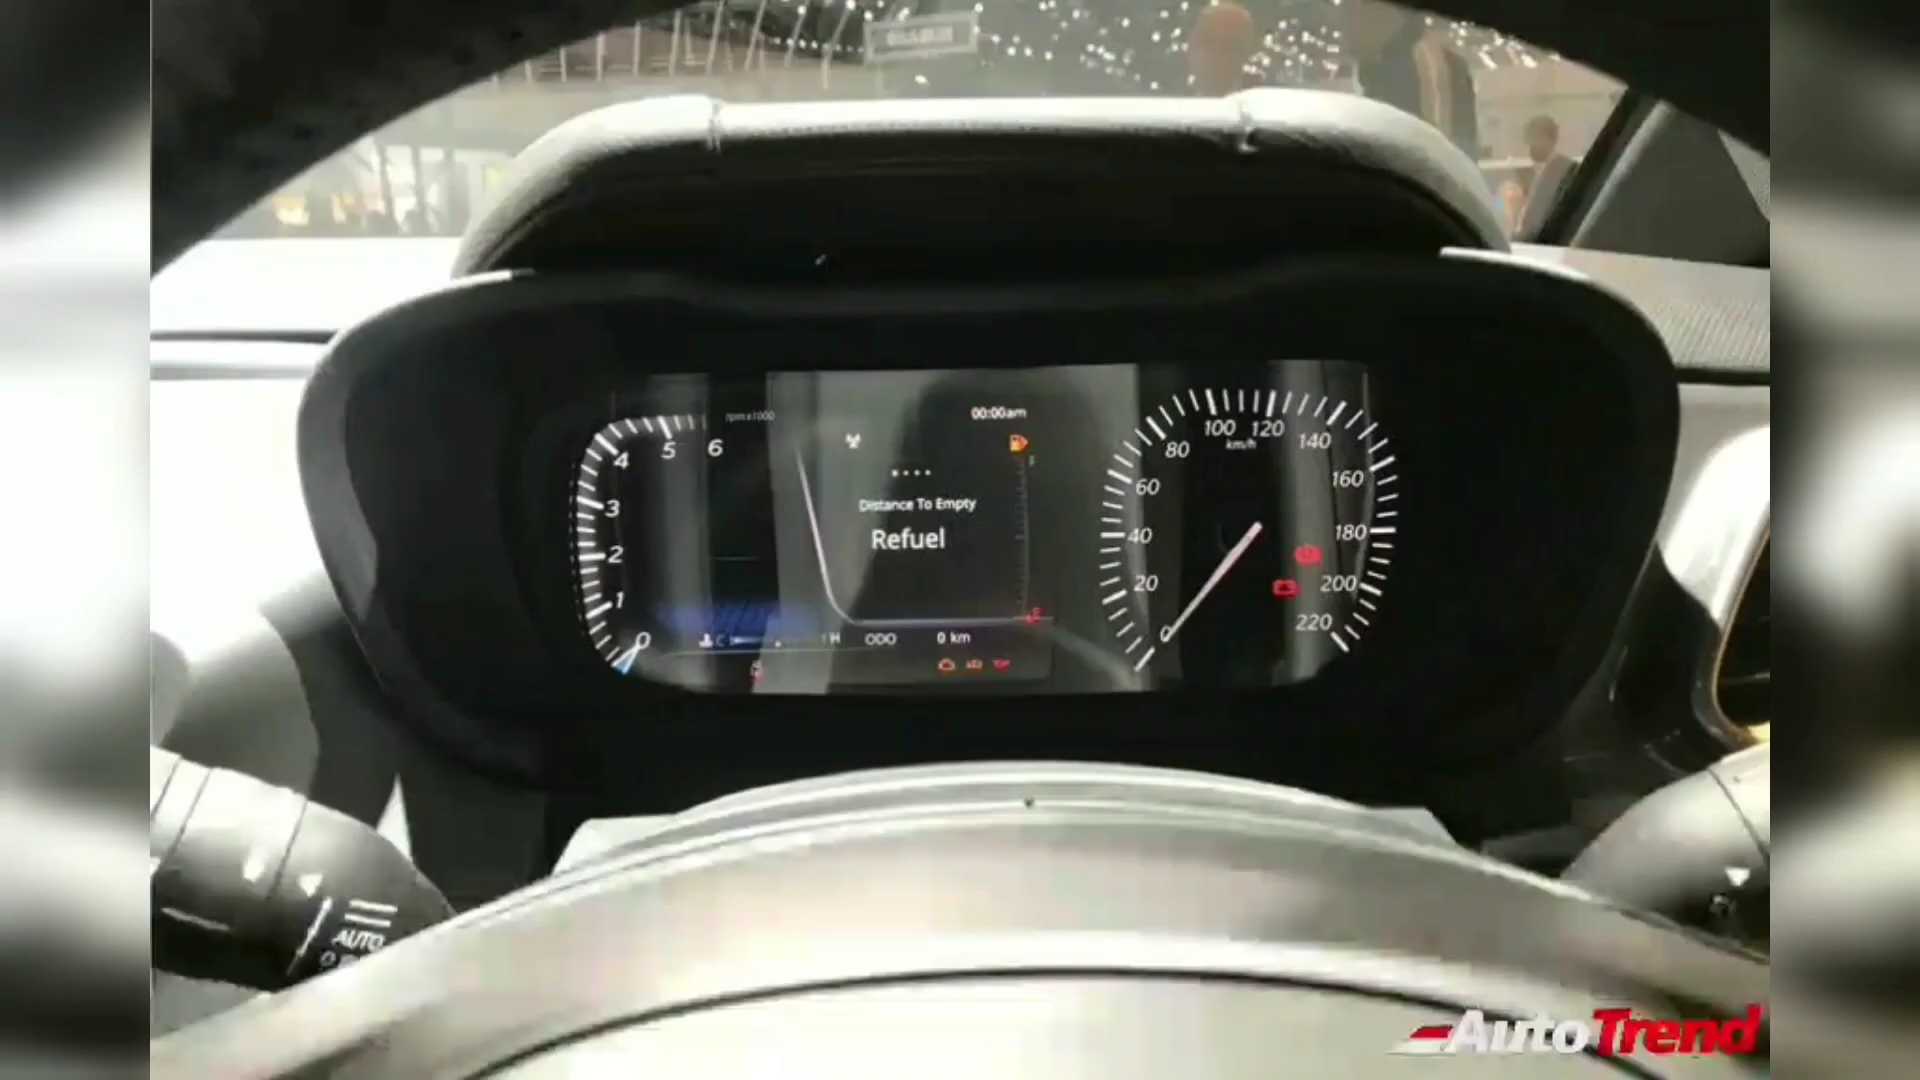 rpm x1000
00:00am
0
1
2
3
4
5
6
F
Distance To Empty
Refuel
E
C
H
ODO
0 km
0
20
40
60
80
100
120
140
160
180
200
220
km/h
AUTO
AutoTrend